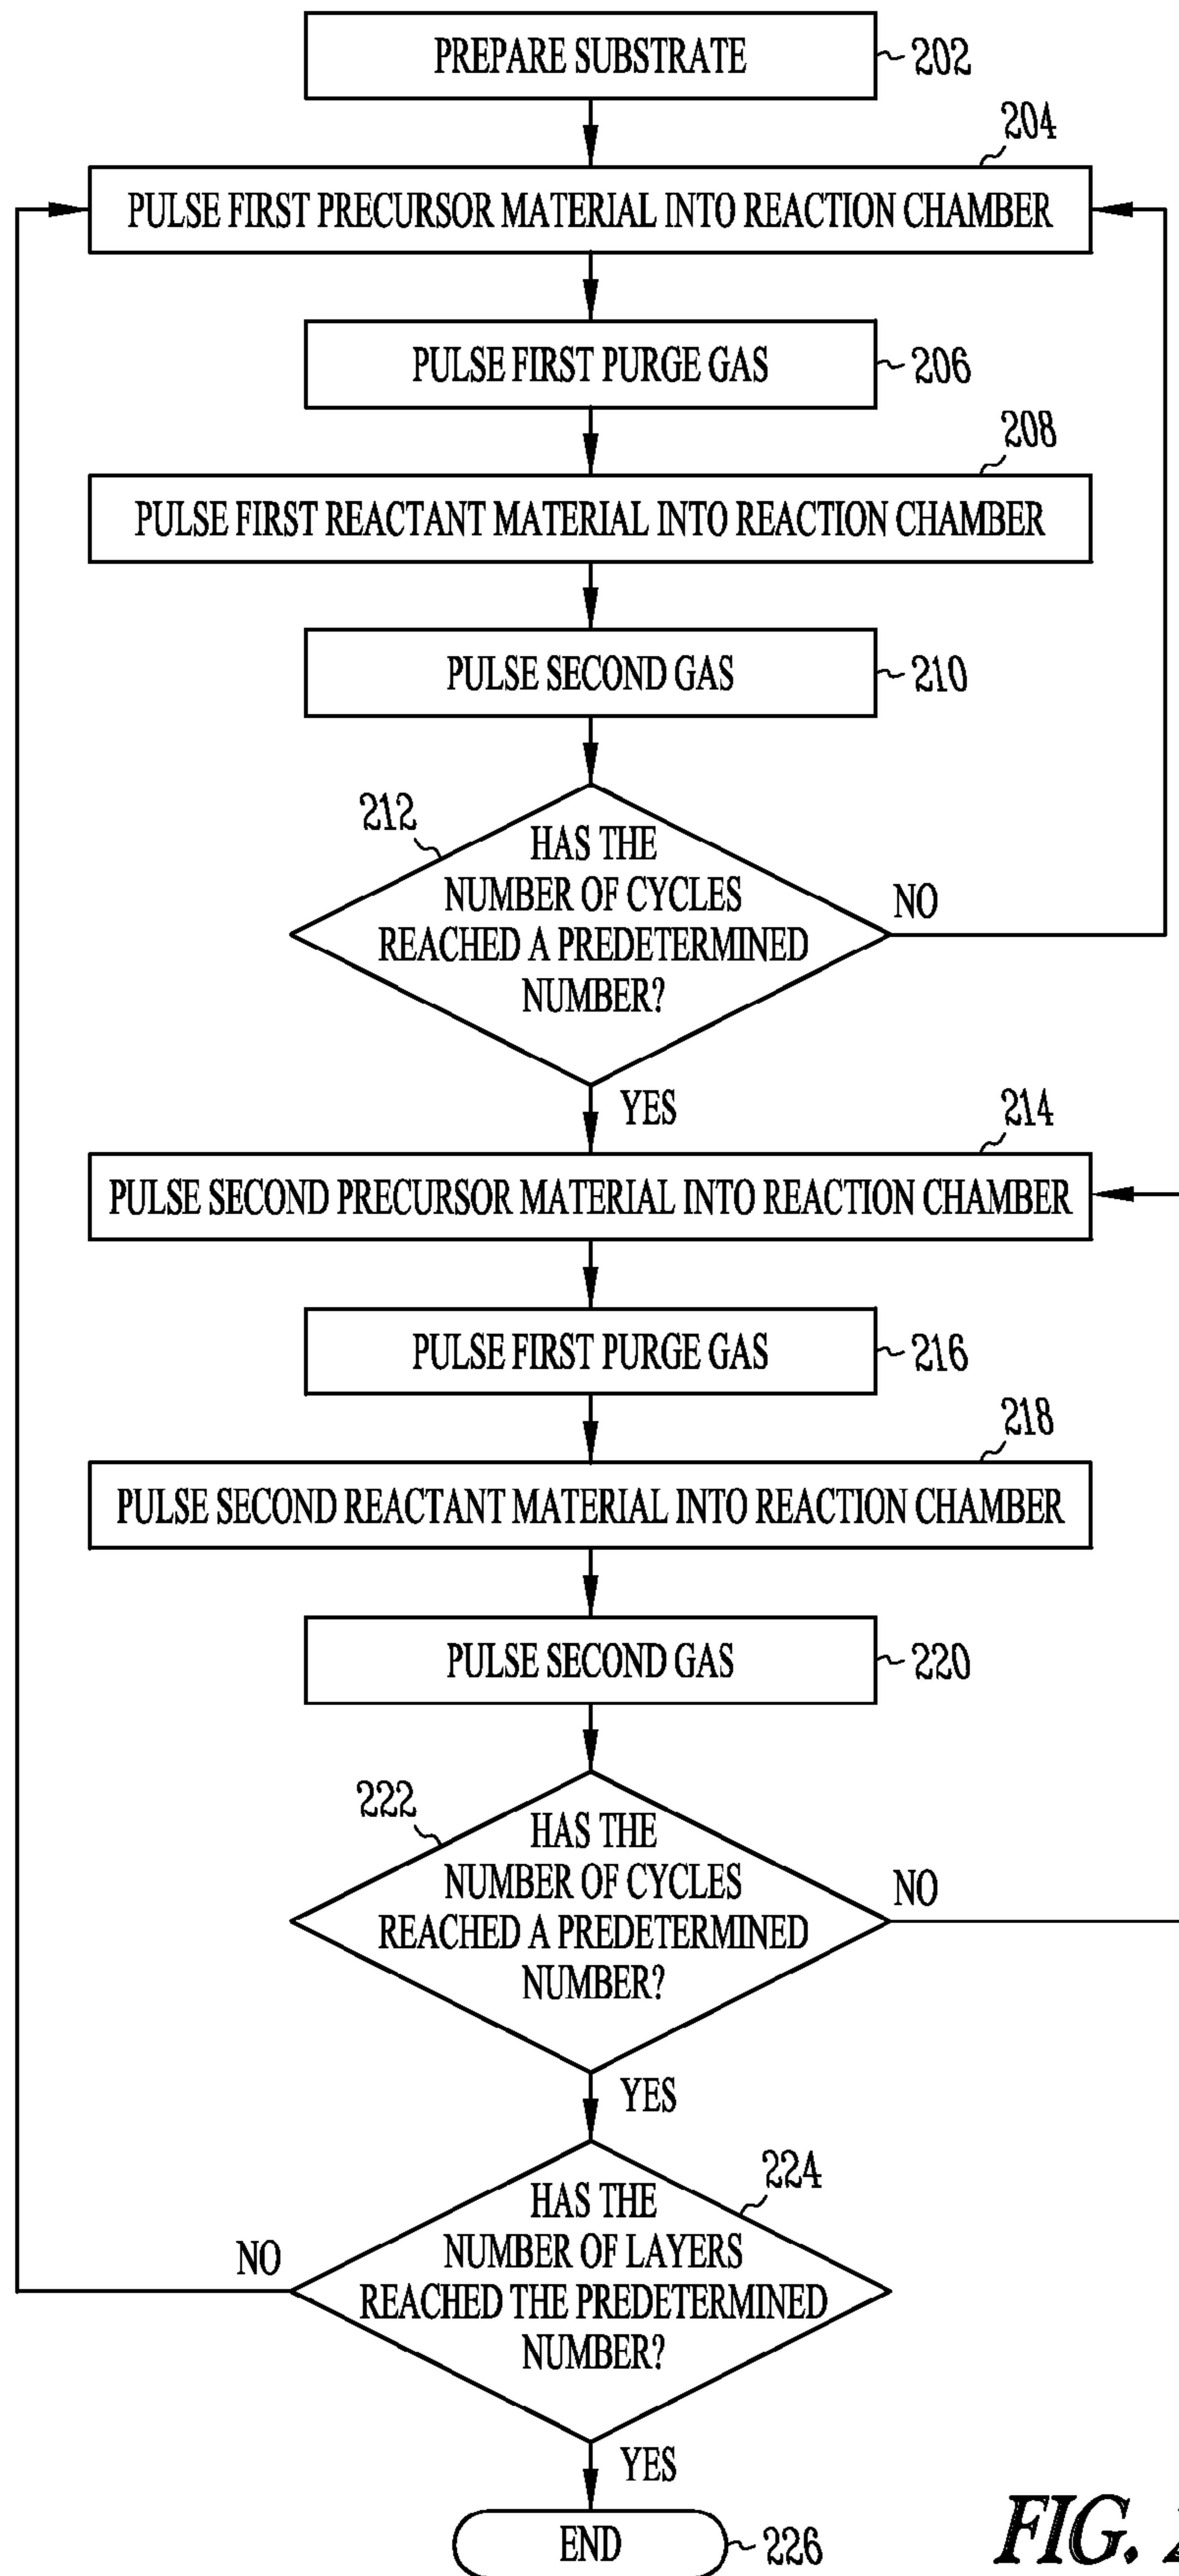 PREPARE SUBSTRATE
202
204
PULSE FIRST PRECURSOR MATERIAL INTO REACTION CHAMBER
PULSE FIRST PURGE GAS
206
208
PULSE FIRST REACTANT MATERIAL INTO REACTION CHAMBER
PULSE SECOND GAS
210
212
HAS THE
NUMBER OF CYCLES
REACHED A PREDETERMINED
NUMBER?
NO
YES
214
PULSE SECOND PRECURSOR MATERIAL INTO REACTION CHAMBER
PULSE FIRST PURGE GAS
216
218
PULSE SECOND REACTANT MATERIAL INTO REACTION CHAMBER
PULSE SECOND GAS
220
222
HAS THE
NUMBER OF CYCLES
REACHED A PREDETERMINED
NUMBER?
NO
YES
224
HAS THE
NUMBER OF LAYERS
REACHED THE PREDETERMINED
NUMBER?
NO
YES
END
226
FIG.